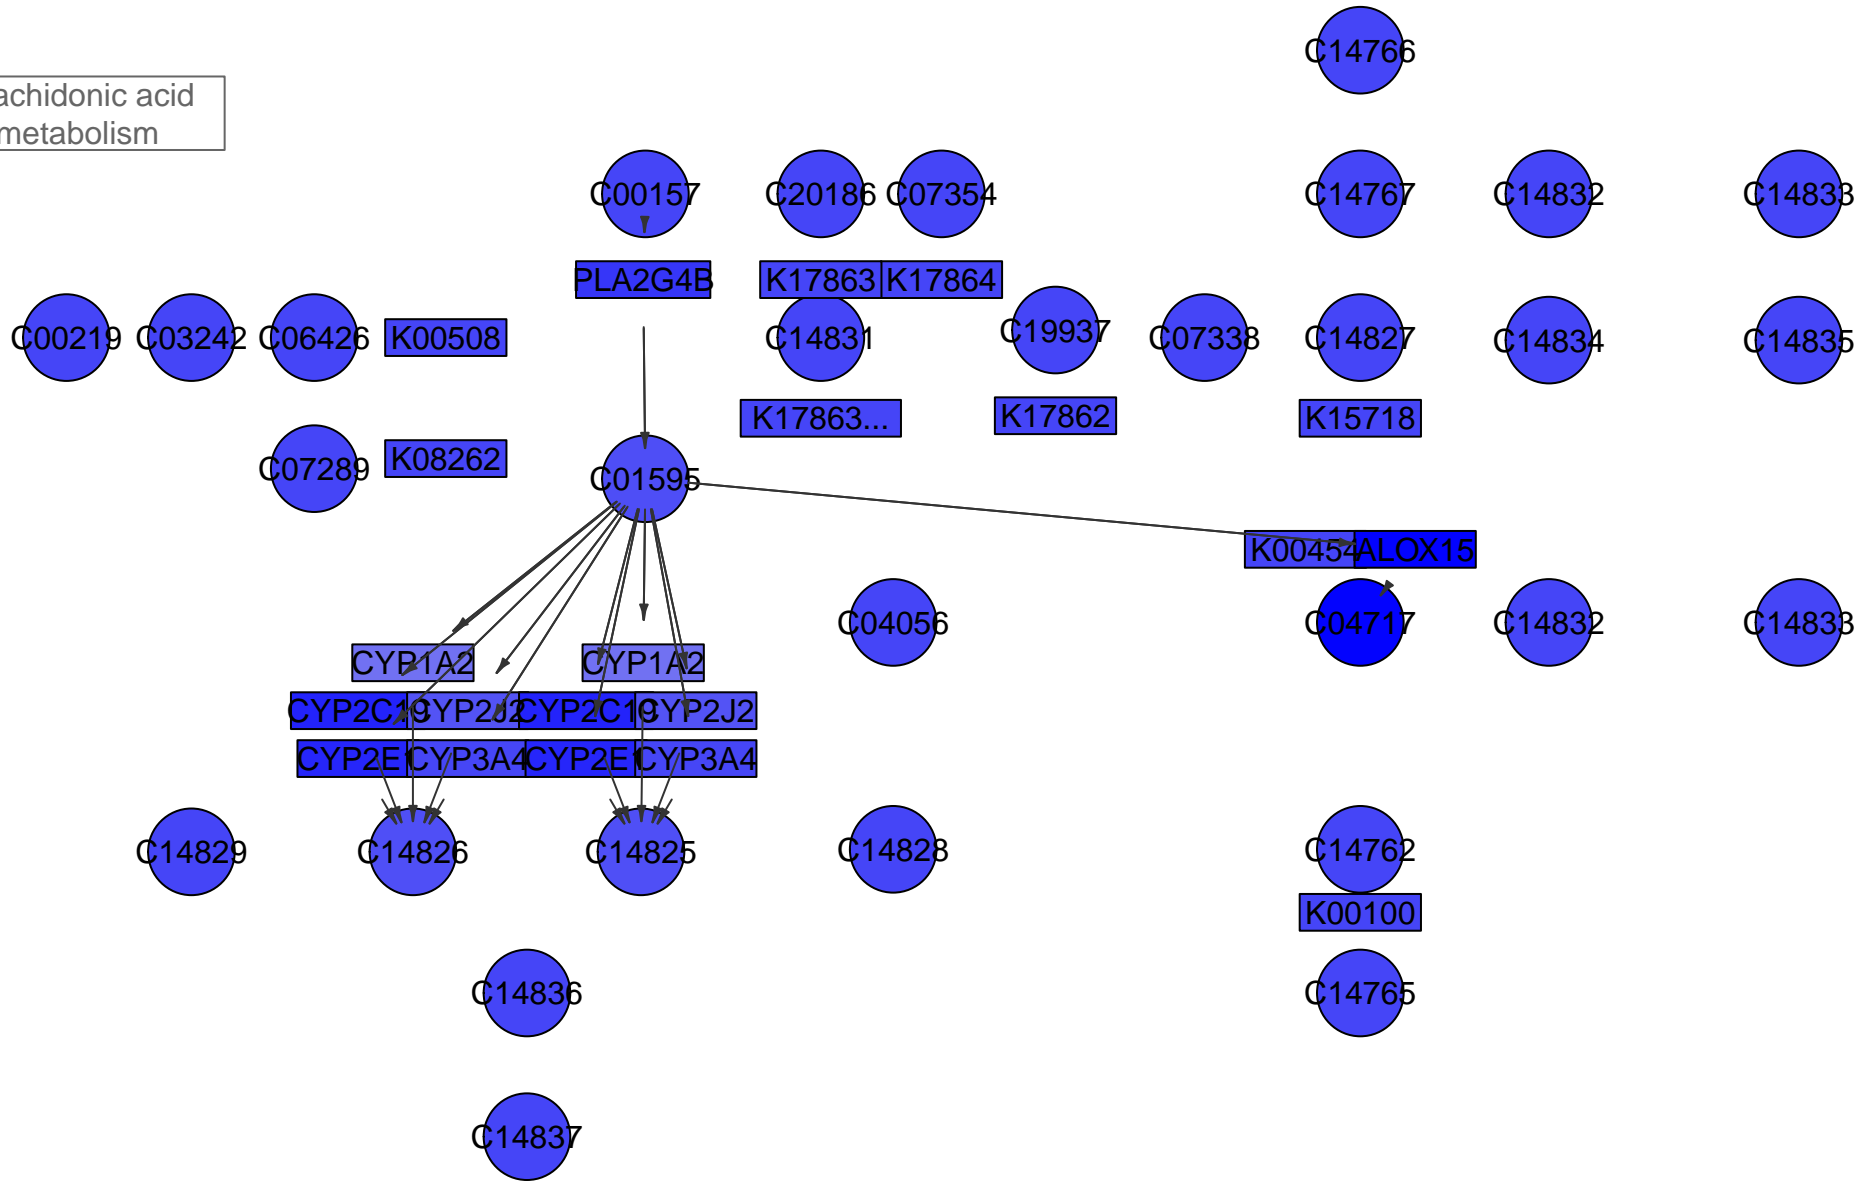 C14766
achidonic acid
metabolism
C00157
C20186
C07354
C14767
C14832
C14833
PLA2G4B
K17863
K17864
C00219
C03242
C06426
K00508
C14831
C19937
C07338
C14827
C14834
C14835
K17863...
K17862
K15718
C07289
K08262
C01595
K00454
ALOX15
C04056
C04717
C14832
C14833
CYP1A2
CYP1A2
CYP2C19
CYP2J2
CYP2C19
CYP2J2
CYP2E1
CYP3A4
CYP2E1
CYP3A4
C14829
C14826
C14825
C14828
C14762
K00100
C14836
C14765
C14837